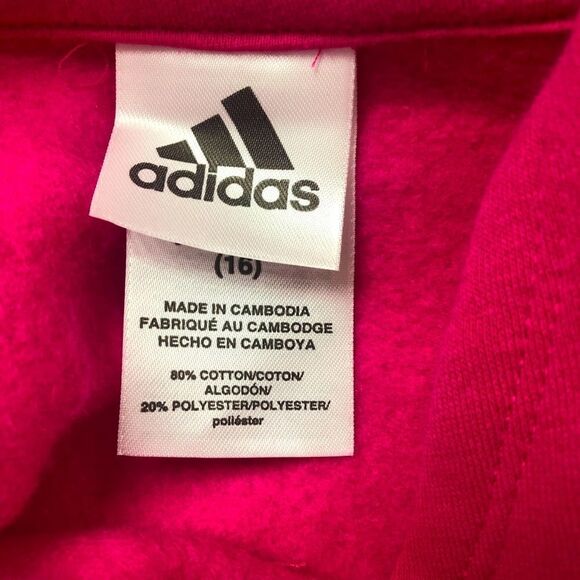 adidas
(16)
MADE IN CAMBODIA
FABRIQUÉ AU CAMBODGE
HECHO EN CAMBOYA
80% COTTON/COTON/
ALGODÓN/
20% POLYESTER/POLYESTER/
poliéster